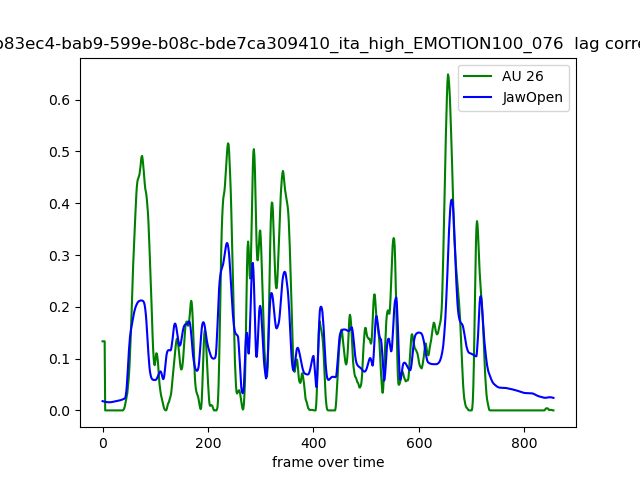 b83ec4-bab9-599e-b08c-bde7ca309410_ita_high_EMOTION100_076 lag corre
AU 26
JawOpen
0.6
0.5
0.4
0.3
0.2
0.1
0.0
0 200 400 600 800
frame over time